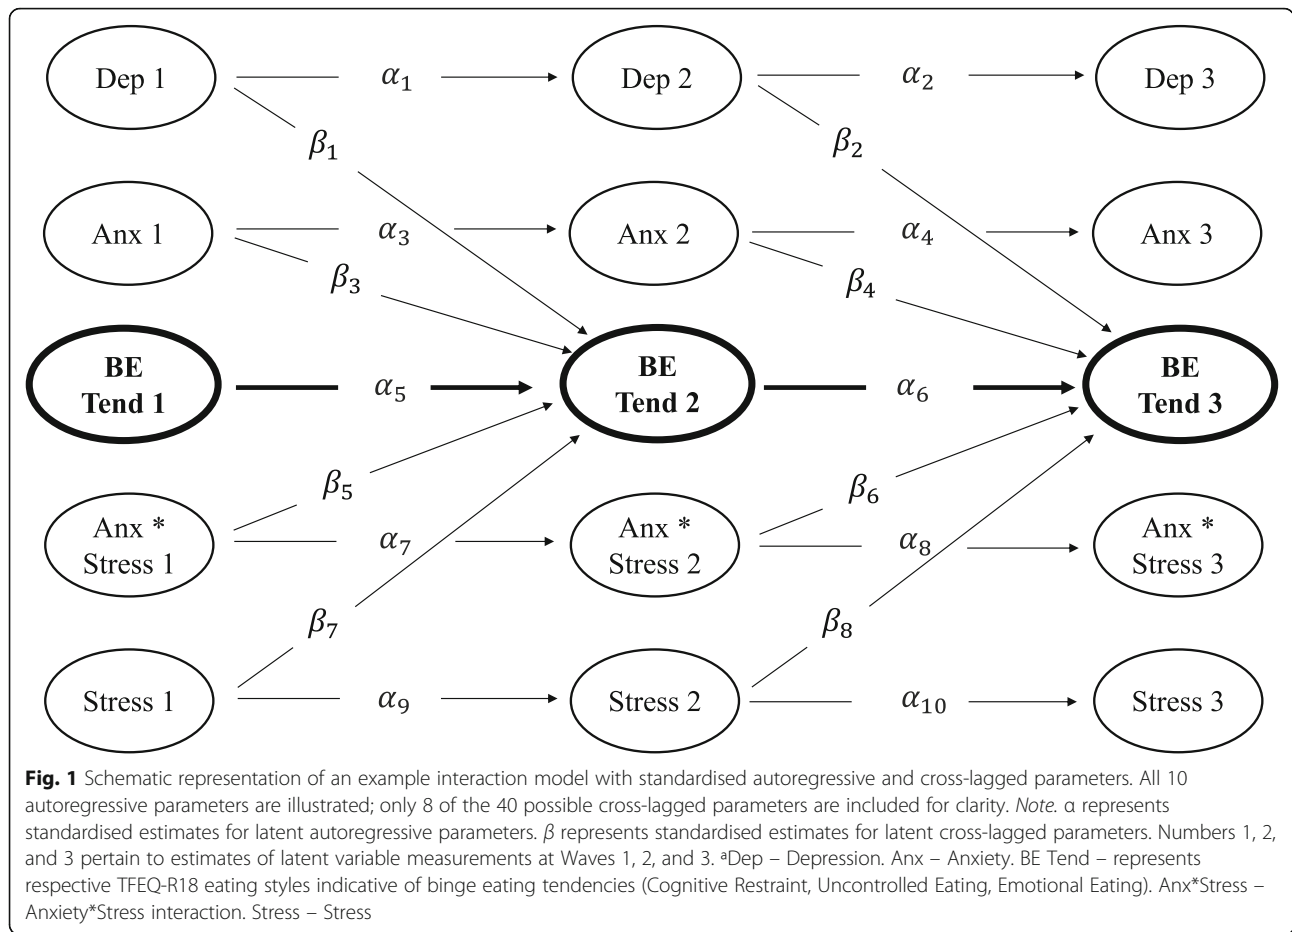 Dep 1 α1 Dep 2 α2 Dep 3
β1 β2
Anx 1 α3 Anx 2 α4 Anx 3
β3 β4
BE BE BE
Tend 1 α5 Tend 2 α6 Tend 3
β5 β6
Anx * Anx * Anx *
Stress 1 α7 Stress 2 α8 Stress 3
β7 β8
Stress 1 α9 Stress 2 α10 Stress 3
Fig. 1 Schematic representation of an example interaction model with standardised autoregressive and cross-lagged parameters. All 10
autoregressive parameters are illustrated; only 8 of the 40 possible cross-lagged parameters are included for clarity. Note. α represents
standardised estimates for latent autoregressive parameters. β represents standardised estimates for latent cross-lagged parameters. Numbers 1, 2,
and 3 pertain to estimates of latent variable measurements at Waves 1, 2, and 3. ᵃDep – Depression. Anx – Anxiety. BE Tend – represents
respective TFEQ-R18 eating styles indicative of binge eating tendencies (Cognitive Restraint, Uncontrolled Eating, Emotional Eating). Anx*Stress –
Anxiety*Stress interaction. Stress – Stress